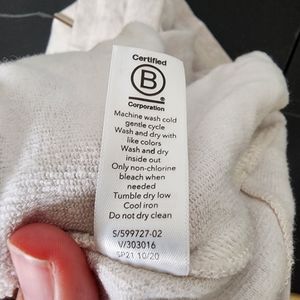 Certified
B
Corporation
Machine wash cold
gentle cycle
Wash and dry with
like colors
Wash and dry
inside out
Only non-chlorine
bleach when
needed
Tumble dry low
Cool iron
Do not dry clean
S/599727-02
V/303016
SP21 10/20